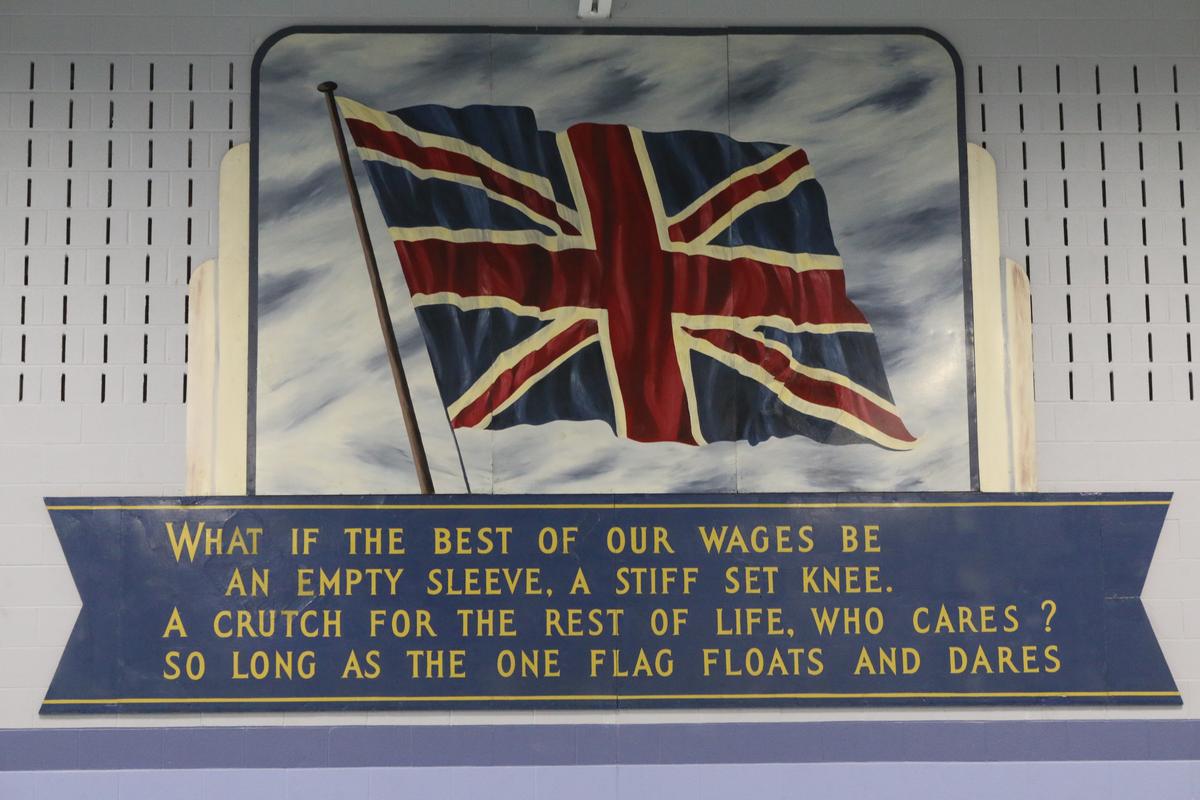 WHAT IF THE BEST OF OUR WAGES BE
AN EMPTY SLEEVE, A STIFF SET KNEE.
A CRUTCH FOR THE REST OF LIFE, WHO CARES ?
SO LONG AS THE ONE FLAG FLOATS AND DARES